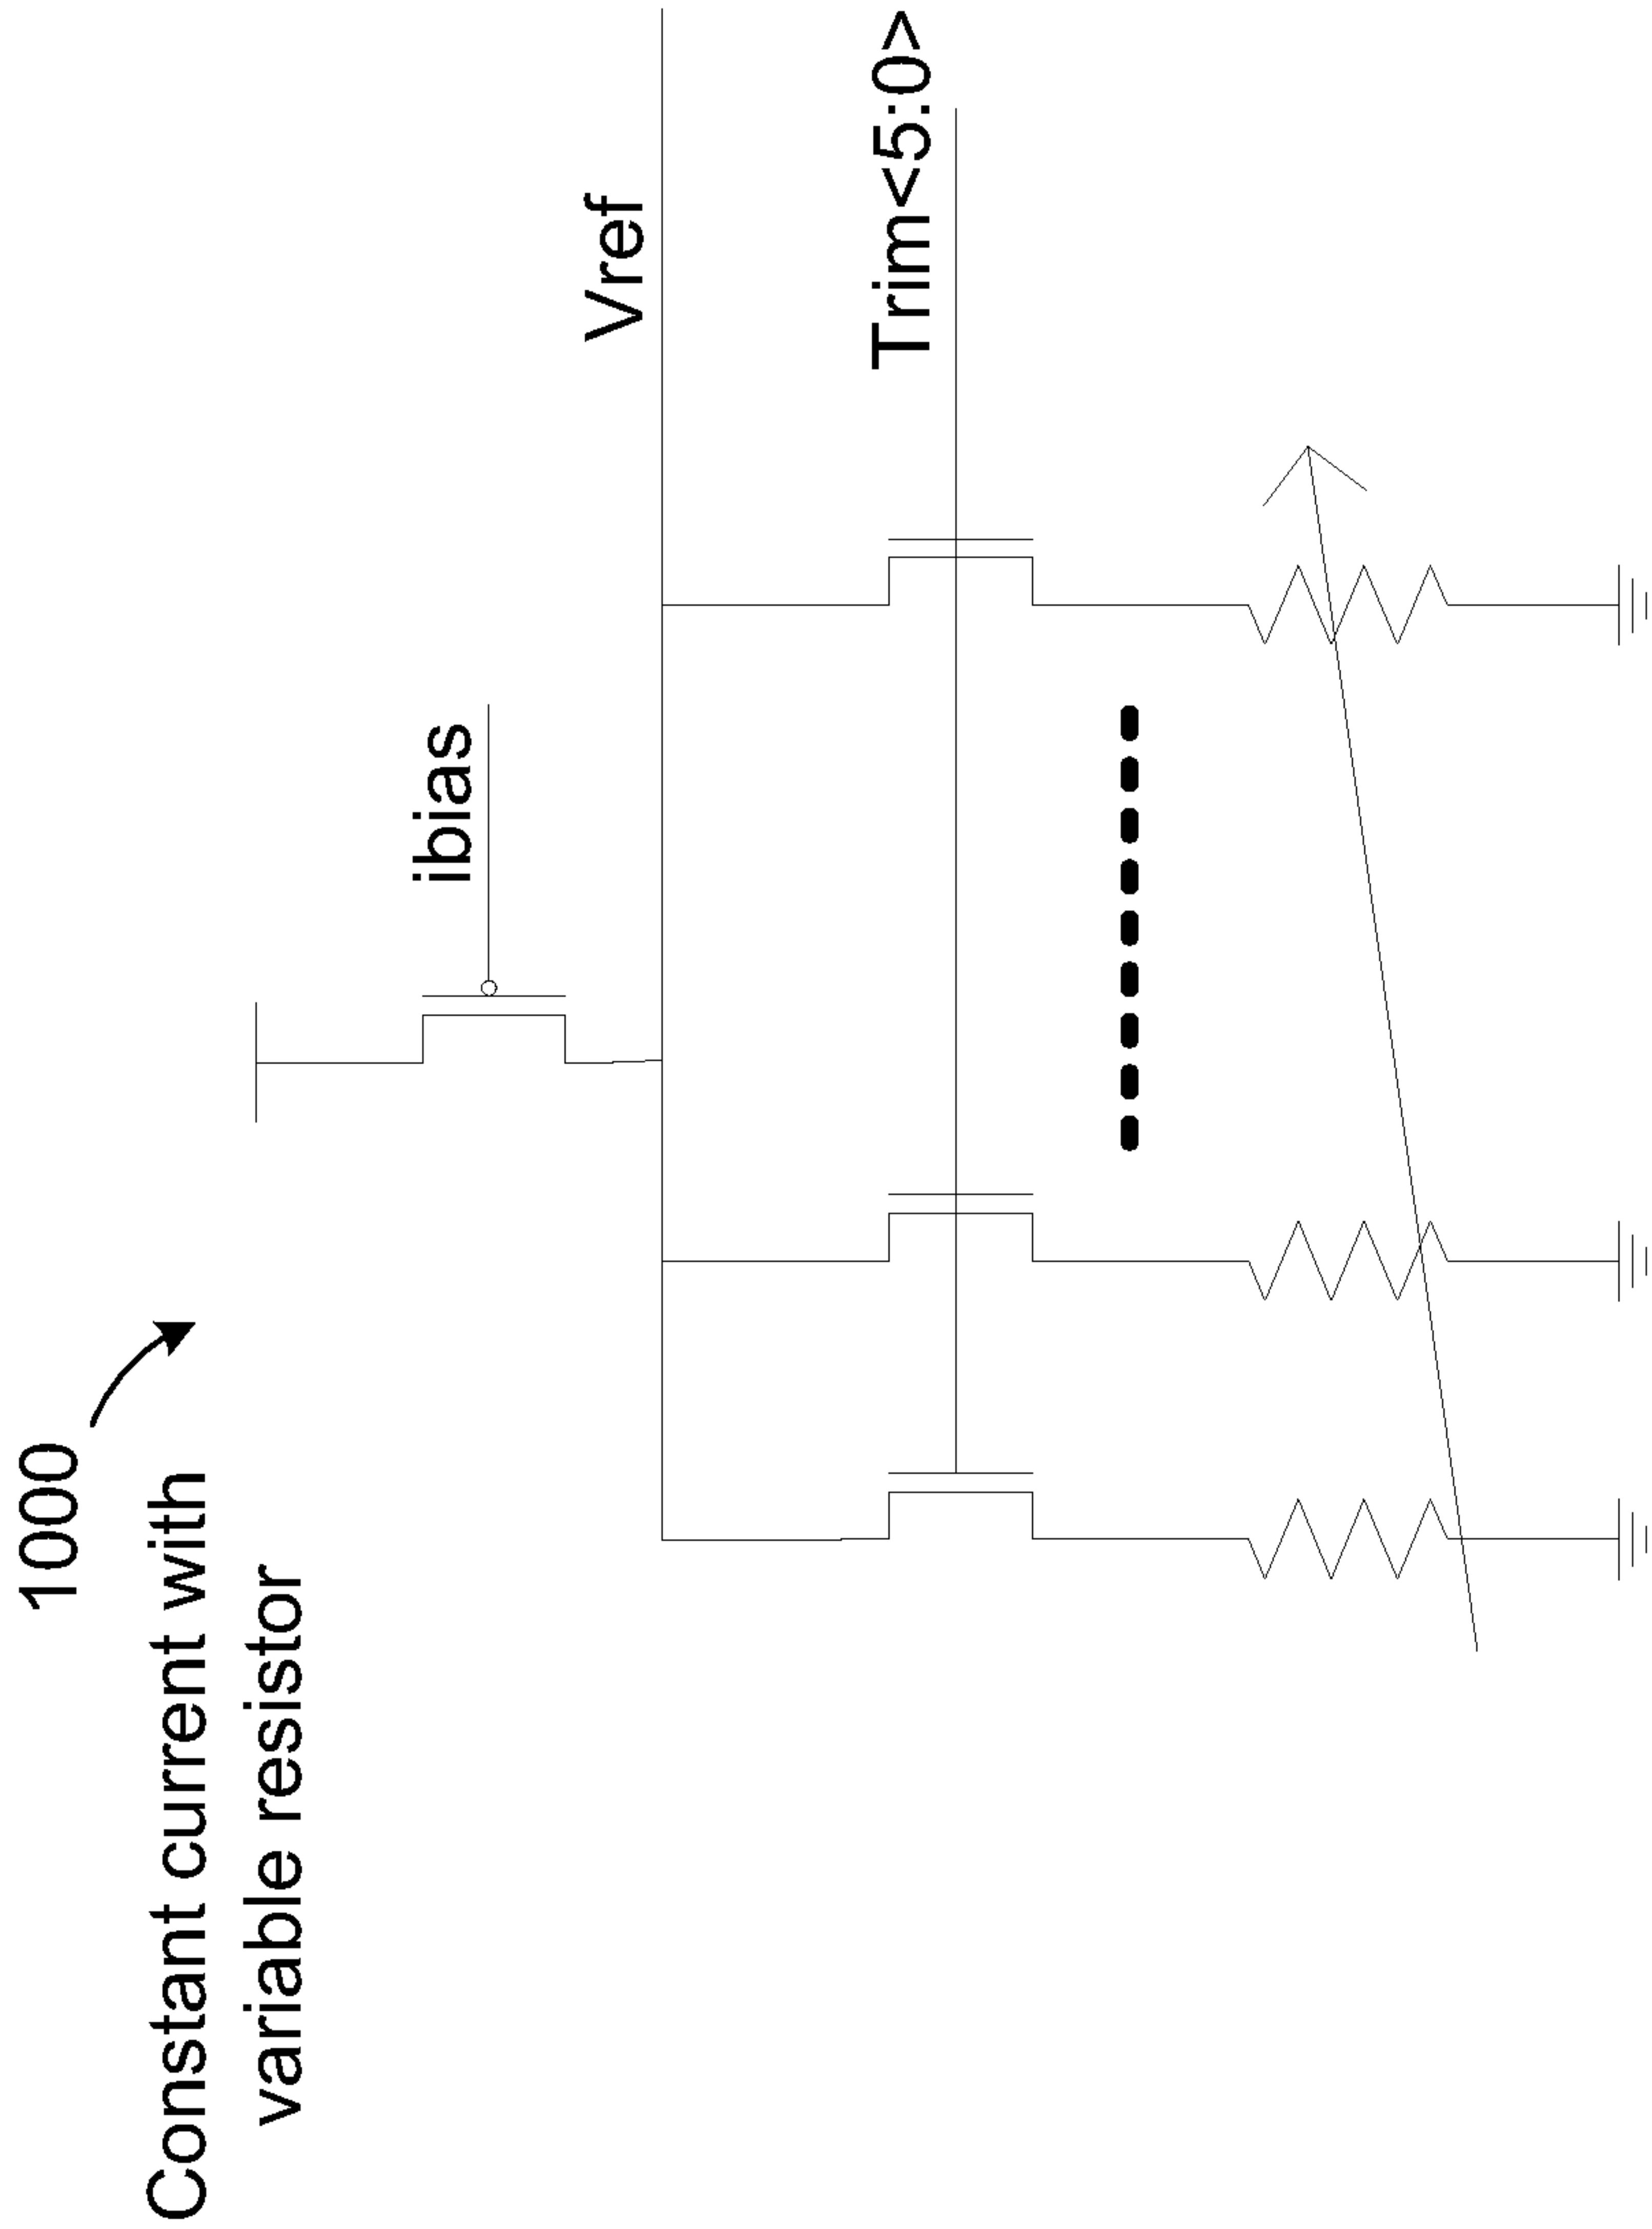 1000
Constant current with
variable resistor
ibias
Vref
Trim<5:0>